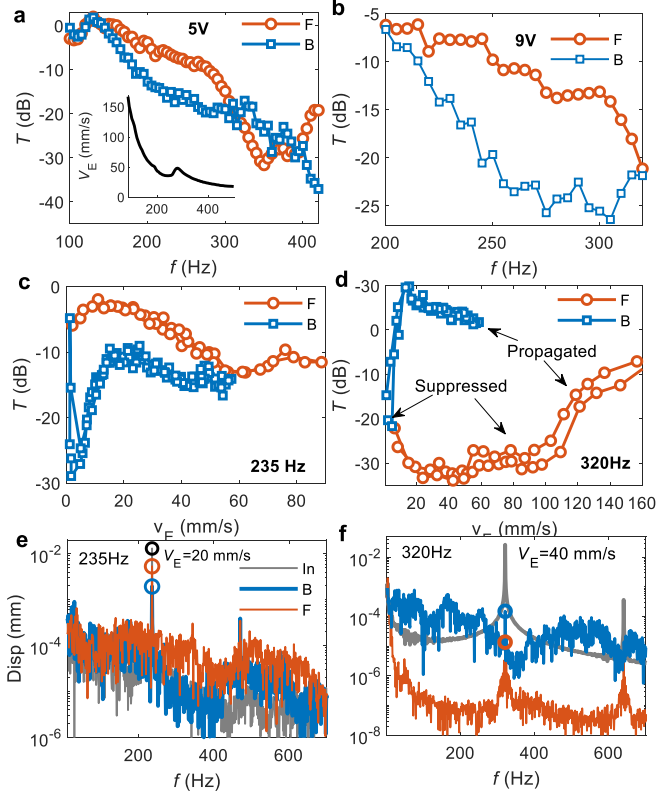 a
5V
F
B
T (dB)
0
-10
-20
-30
-40
V_E (mm/s)
150
100
50
0
200
400
100
200
300
400
f (Hz)
b
9V
F
B
T (dB)
-5
-10
-15
-20
-25
200
250
300
f (Hz)
c
F
B
T (dB)
0
-10
-20
-30
235 Hz
0
20
40
60
80
v_E (mm/s)
d
F
B
T (dB)
-30
0
-10
-20
-30
Propagated
Suppressed
320Hz
0
20
40
60
80
100
120
140
160
v_E (mm/s)
e
235Hz
V_E=20 mm/s
In
B
F
Disp (mm)
10^-2
10^-4
10^-6
200
400
600
f (Hz)
f
320Hz
V_E=40 mm/s
10^-2
10^-4
10^-6
10^-8
200
400
600
f (Hz)